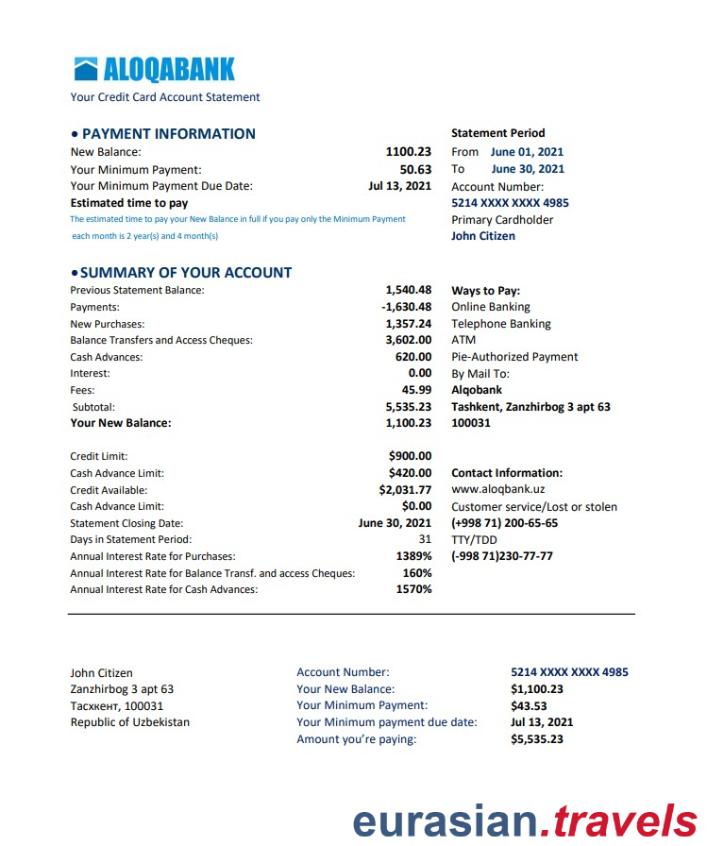 ALOQABANK
Your Credit Card Account Statement
• PAYMENT INFORMATION
New Balance: 1100.23
Your Minimum Payment: 50.63
Your Minimum Payment Due Date: Jul 13, 2021
Estimated time to pay
The estimated time to pay your New Balance in full if you pay only the Minimum Payment
each month is 2 year(s) and 4 month(s)
Statement Period
From June 01, 2021
To June 30, 2021
Account Number:
5214 XXXX XXXX 4985
Primary Cardholder
John Citizen
• SUMMARY OF YOUR ACCOUNT
Previous Statement Balance: 1,540.48
Payments: -1,630.48
New Purchases: 1,357.24
Balance Transfers and Access Cheques: 3,602.00
Cash Advances: 620.00
Interest: 0.00
Fees: 45.99
Subtotal: 5,535.23
Your New Balance: 1,100.23
Ways to Pay:
Online Banking
Telephone Banking
ATM
Pie-Authorized Payment
By Mail To:
Alqobank
Tashkent, Zanzhirbog 3 apt 63
100031
Credit Limit: $900.00
Cash Advance Limit: $420.00
Credit Available: $2,031.77
Cash Advance Limit: $0.00
Statement Closing Date: June 30, 2021
Days in Statement Period: 31
Annual Interest Rate for Purchases: 1389%
Annual Interest Rate for Balance Transf. and access Cheques: 160%
Annual Interest Rate for Cash Advances: 1570%
Contact Information:
www.aloqbank.uz
Customer service/Lost or stolen
(+998 71) 200-65-65
TTY/TDD
(-998 71)230-77-77
John Citizen
Zanzhirbog 3 apt 63
Тасхкент, 100031
Republic of Uzbekistan
Account Number: 5214 XXXX XXXX 4985
Your New Balance: $1,100.23
Your Minimum Payment: $43.53
Your Minimum payment due date: Jul 13, 2021
Amount you’re paying: $5,535.23
eurasian.travels